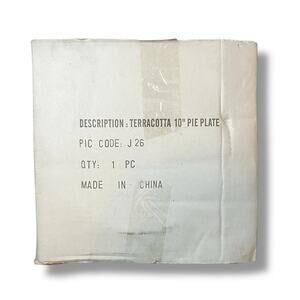 DESCRIPTION: TERRACOTTA 10" PIE PLATE
PIC CODE: J 26
QTY: 1 PC
MADE IN CHINA